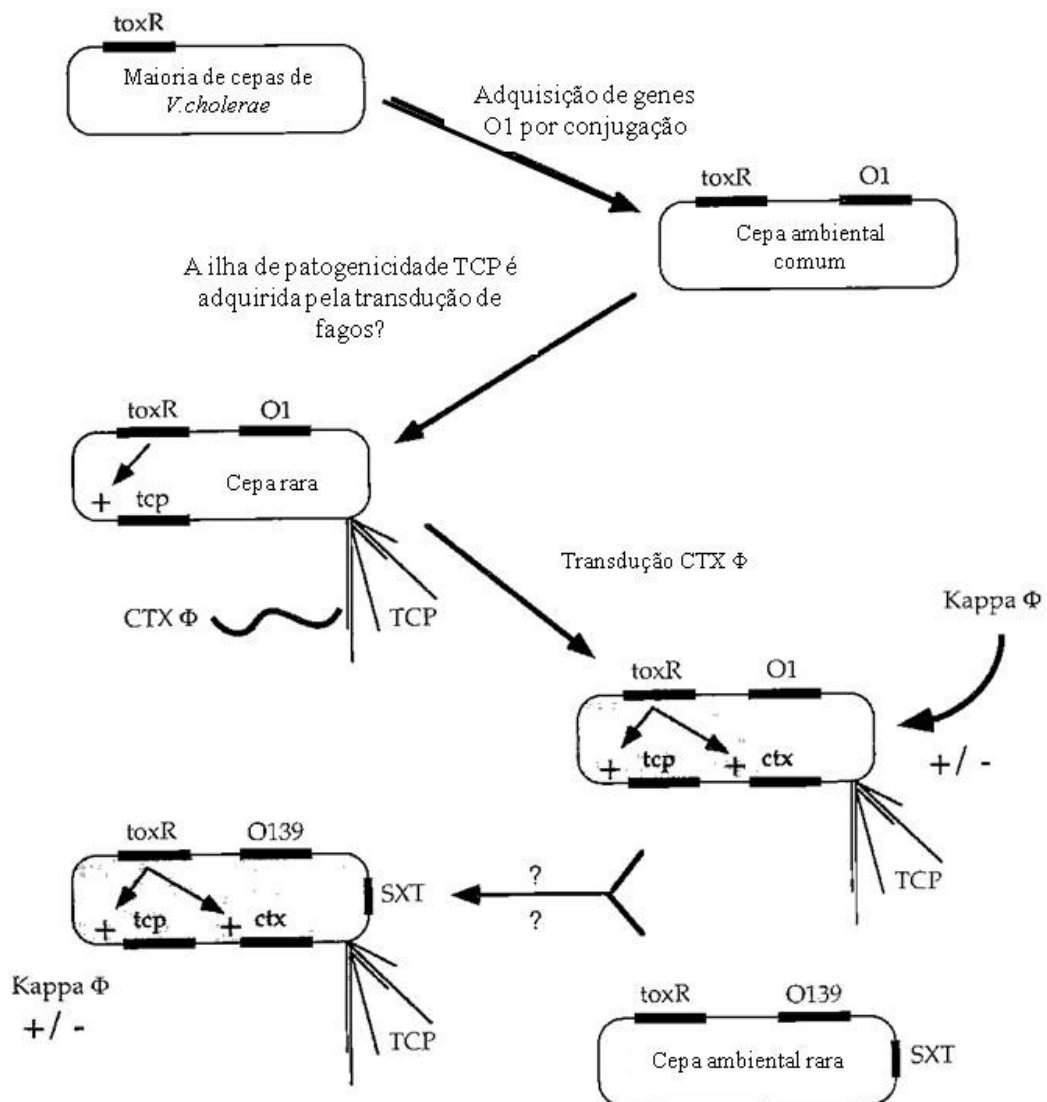 toxR
Maioria de cepas de
V.cholerae
Adquisição de genes
O1 por conjugação
toxR O1
Cepa ambiental
comum
A ilha de patogenicidade TCP é
adquirida pela transdução de
fagos?
toxR O1
Cepa rara
+ tcp
CTX Φ
TCP
Transdução CTX Φ
Kappa Φ
+/ -
toxR O1
+ tcp + ctx
TCP
toxR O139
SXT
+ tcp + ctx
?
?
Kappa Φ
+/ -
TCP
toxR O139
Cepa ambiental rara
SXT